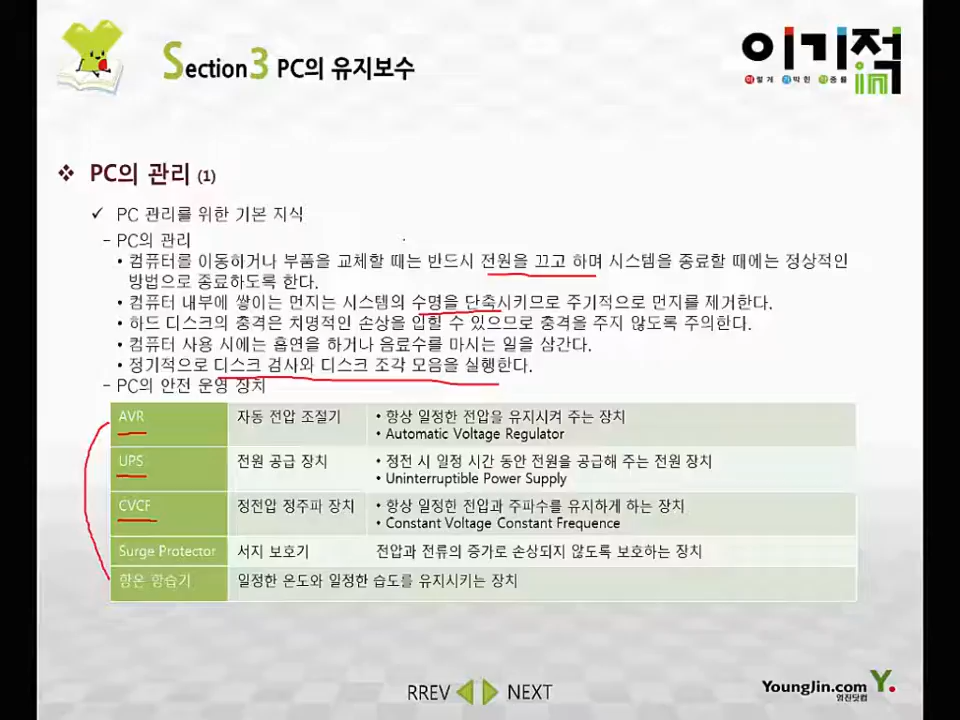 Section3 PC의 유지보수
이기적in
이렇게 기막힌 적중률
❖ PC의 관리 (1)
✓ PC 관리를 위한 기본 지식
– PC의 관리
• 컴퓨터를 이동하거나 부품을 교체할 때는 반드시 전원을 끄고 하며 시스템을 종료할 때에는 정상적인
방법으로 종료하도록 한다.
• 컴퓨터 내부에 쌓이는 먼지는 시스템의 수명을 단축시키므로 주기적으로 먼지를 제거한다.
• 하드 디스크의 충격은 치명적인 손상을 입힐 수 있으므로 충격을 주지 않도록 주의한다.
• 컴퓨터 사용 시에는 흡연을 하거나 음료수를 마시는 일을 삼간다.
• 정기적으로 디스크 검사와 디스크 조각 모음을 실행한다.
– PC의 안전 운영 장치
AVR 자동 전압 조절기 • 항상 일정한 전압을 유지시켜 주는 장치
• Automatic Voltage Regulator
UPS 전원 공급 장치 • 정전 시 일정 시간 동안 전원을 공급해 주는 전원 장치
• Uninterruptible Power Supply
CVCF 정전압 정주파 장치 • 항상 일정한 전압과 주파수를 유지하게 하는 장치
• Constant Voltage Constant Frequence
Surge Protector 서지 보호기 전압과 전류의 증가로 손상되지 않도록 보호하는 장치
항온 항습기 일정한 온도와 일정한 습도를 유지시키는 장치
RREV NEXT
YoungJin.com Y.
영진닷컴